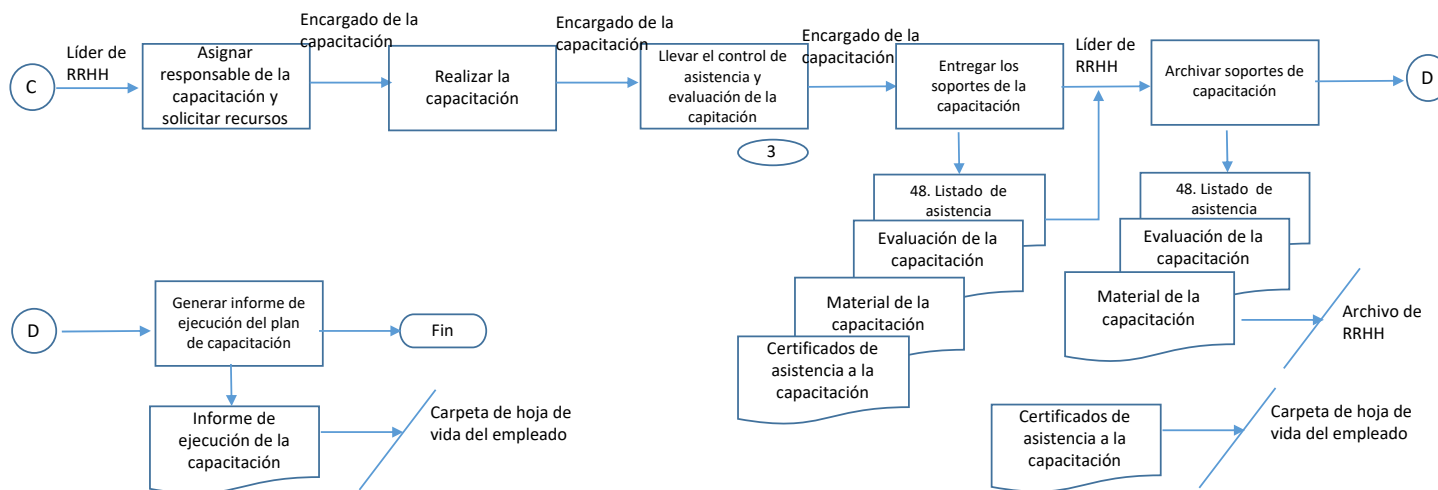 C
Líder de
RRHH
Asignar
responsable de la
capacitación y
solicitar recursos
Encargado de la
capacitación
Realizar la
capacitación
Encargado de la
capacitación
Llevar el control de
asistencia y
evaluación de la
capitación
3
Encargado de la
capacitación
Entregar los
soportes de la
capacitación
Líder de
RRHH
Archivar soportes de
capacitación
D
48. Listado de
asistencia
Evaluación de la
capacitación
Material de la
capacitación
Certificados de
asistencia a la
capacitación
48. Listado de
asistencia
Evaluación de la
capacitación
Material de la
capacitación
Archivo de
RRHH
Certificados de
asistencia a la
capacitación
Carpeta de hoja de
vida del empleado
D
Generar informe de
ejecución del plan
de capacitación
Fin
Informe de
ejecución de la
capacitación
Carpeta de hoja de
vida del empleado